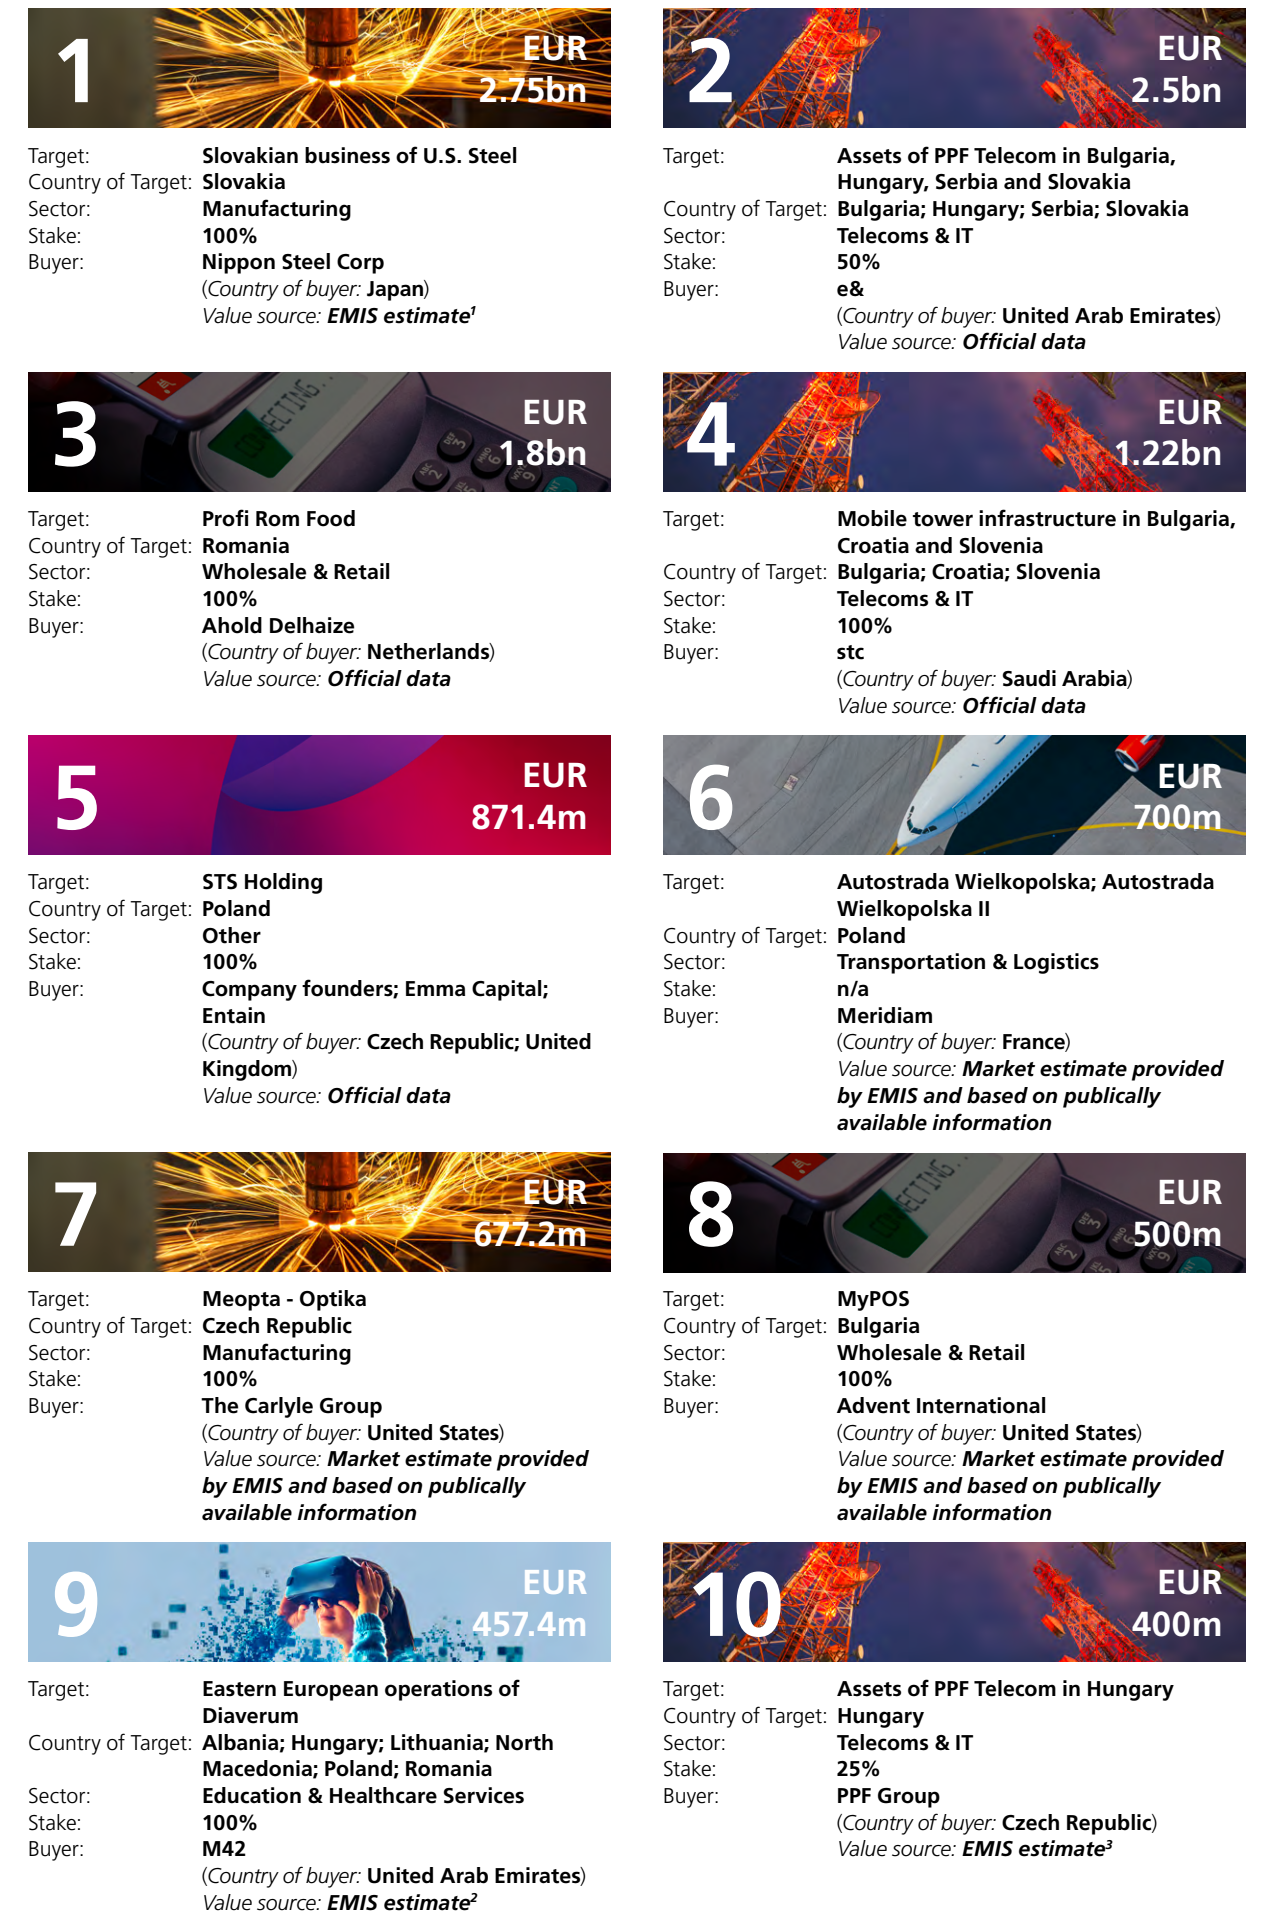 1
EUR
2.75bn
Target: Slovakian business of U.S. Steel
Country of Target: Slovakia
Sector: Manufacturing
Stake: 100%
Buyer: Nippon Steel Corp
(Country of buyer: Japan)
Value source: EMIS estimate¹
2
EUR
2.5bn
Target: Assets of PPF Telecom in Bulgaria,
Hungary, Serbia and Slovakia
Country of Target: Bulgaria; Hungary; Serbia; Slovakia
Sector: Telecoms & IT
Stake: 50%
Buyer: e&
(Country of buyer: United Arab Emirates)
Value source: Official data
3
EUR
1.8bn
Target: Profi Rom Food
Country of Target: Romania
Sector: Wholesale & Retail
Stake: 100%
Buyer: Ahold Delhaize
(Country of buyer: Netherlands)
Value source: Official data
4
EUR
1.22bn
Target: Mobile tower infrastructure in Bulgaria,
Croatia and Slovenia
Country of Target: Bulgaria; Croatia; Slovenia
Sector: Telecoms & IT
Stake: 100%
Buyer: stc
(Country of buyer: Saudi Arabia)
Value source: Official data
5
EUR
871.4m
Target: STS Holding
Country of Target: Poland
Sector: Other
Stake: 100%
Buyer: Company founders; Emma Capital;
Entain
(Country of buyer: Czech Republic; United
Kingdom)
Value source: Official data
6
EUR
700m
Target: Autostrada Wielkopolska; Autostrada
Wielkopolska II
Country of Target: Poland
Sector: Transportation & Logistics
Stake: n/a
Buyer: Meridiam
(Country of buyer: France)
Value source: Market estimate provided
by EMIS and based on publically
available information
7
EUR
677.2m
Target: Meopta - Optika
Country of Target: Czech Republic
Sector: Manufacturing
Stake: 100%
Buyer: The Carlyle Group
(Country of buyer: United States)
Value source: Market estimate provided
by EMIS and based on publically
available information
8
EUR
500m
Target: MyPOS
Country of Target: Bulgaria
Sector: Wholesale & Retail
Stake: 100%
Buyer: Advent International
(Country of buyer: United States)
Value source: Market estimate provided
by EMIS and based on publically
available information
9
EUR
457.4m
Target: Eastern European operations of
Diaverum
Country of Target: Albania; Hungary; Lithuania; North
Macedonia; Poland; Romania
Sector: Education & Healthcare Services
Stake: 100%
Buyer: M42
(Country of buyer: United Arab Emirates)
Value source: EMIS estimate²
10
EUR
400m
Target: Assets of PPF Telecom in Hungary
Country of Target: Hungary
Sector: Telecoms & IT
Stake: 25%
Buyer: PPF Group
(Country of buyer: Czech Republic)
Value source: EMIS estimate³